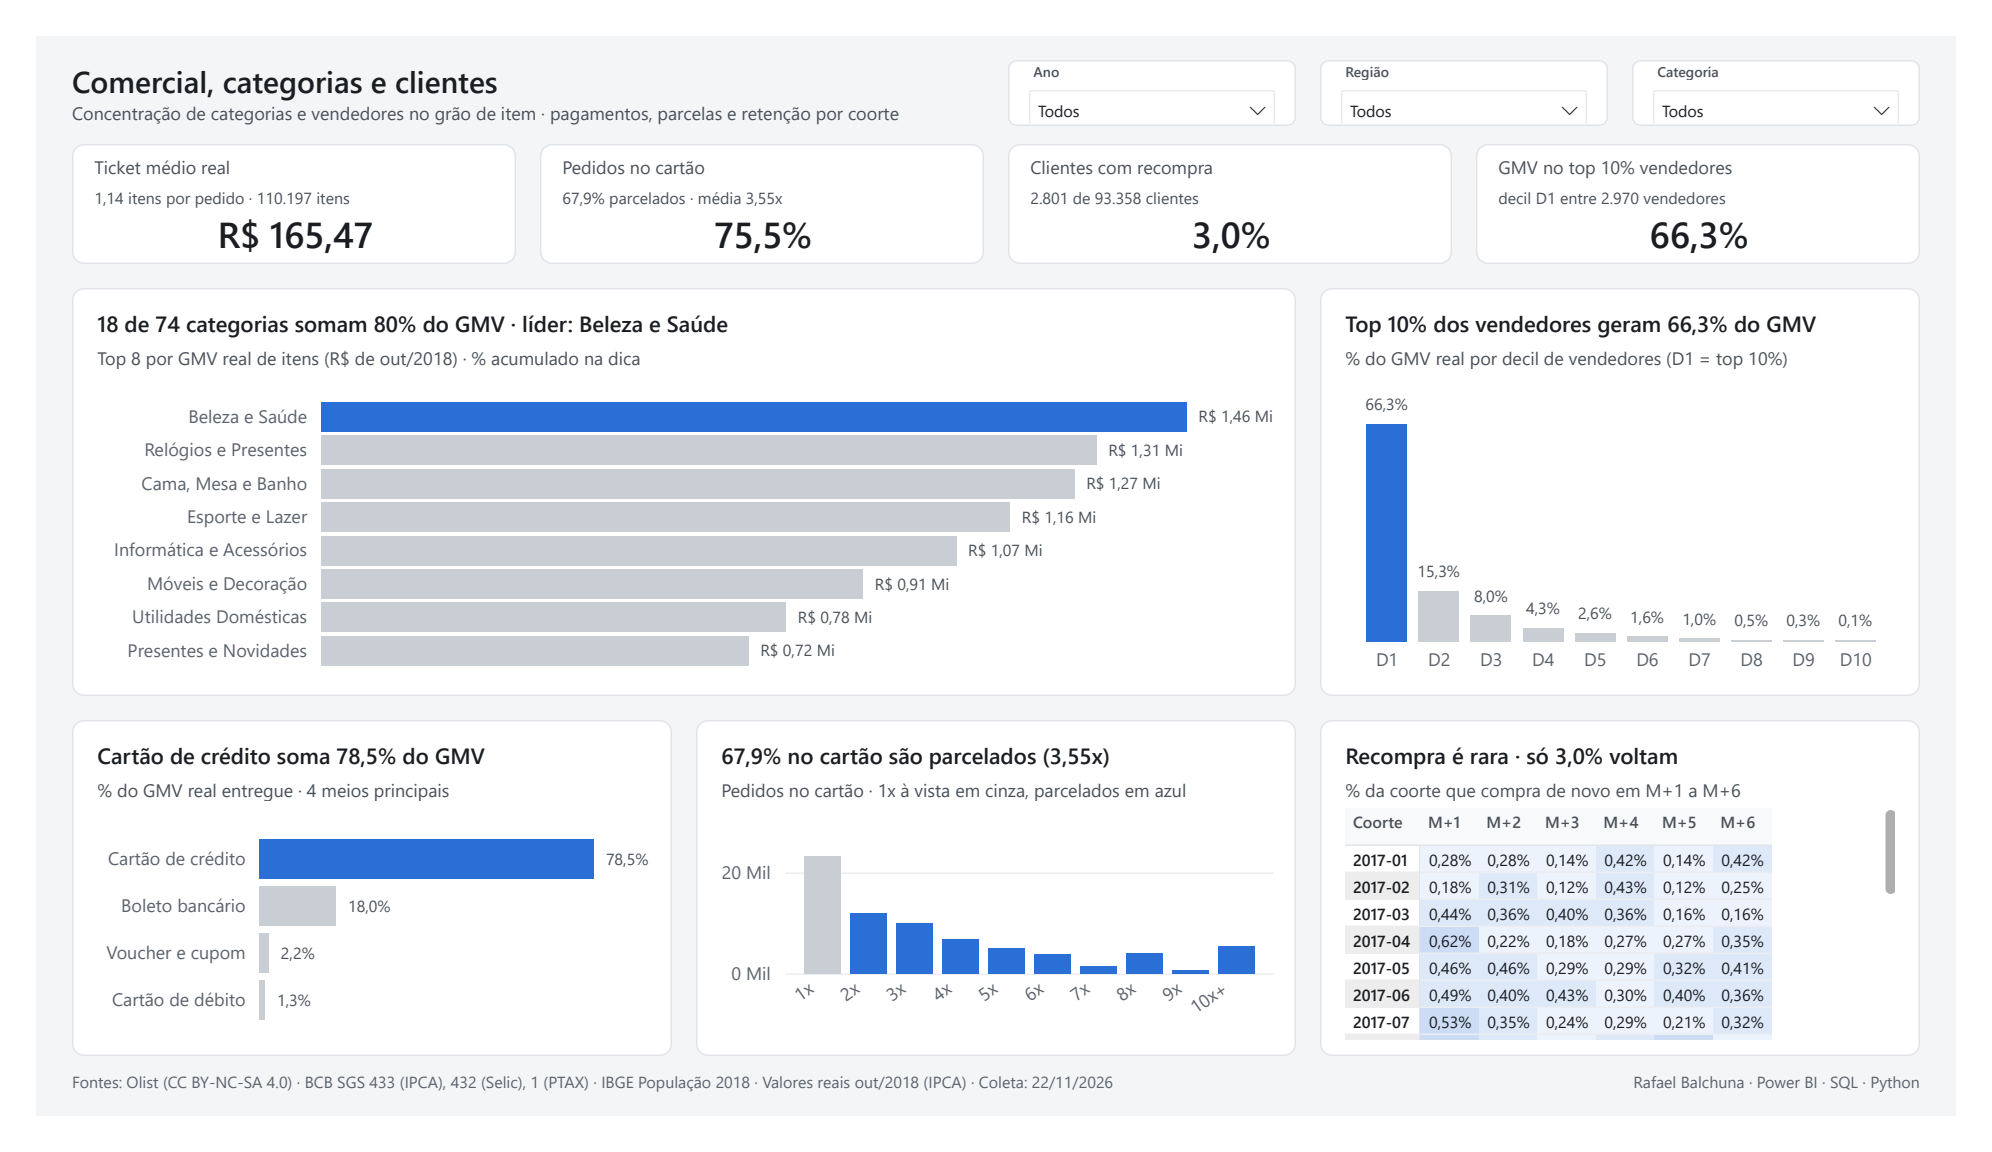 Comercial, categorias e clientes
Concentração de categorias e vendedores no grão de item · pagamentos, parcelas e retenção por coorte
Ano
Todos
Região
Todos
Categoria
Todos
Ticket médio real
1,14 itens por pedido · 110.197 itens
R$ 165,47
Pedidos no cartão
67,9% parcelados · média 3,55x
75,5%
Clientes com recompra
2.801 de 93.358 clientes
3,0%
GMV no top 10% vendedores
decil D1 entre 2.970 vendedores
66,3%
18 de 74 categorias somam 80% do GMV · líder: Beleza e Saúde
Top 8 por GMV real de itens (R$ de out/2018) · % acumulado na dica
Beleza e Saúde R$ 1,46 Mi
Relógios e Presentes R$ 1,31 Mi
Cama, Mesa e Banho R$ 1,27 Mi
Esporte e Lazer R$ 1,16 Mi
Informática e Acessórios R$ 1,07 Mi
Móveis e Decoração R$ 0,91 Mi
Utilidades Domésticas R$ 0,78 Mi
Presentes e Novidades R$ 0,72 Mi
Top 10% dos vendedores geram 66,3% do GMV
% do GMV real por decil de vendedores (D1 = top 10%)
66,3% 15,3% 8,0% 4,3% 2,6% 1,6% 1,0% 0,5% 0,3% 0,1%
D1 D2 D3 D4 D5 D6 D7 D8 D9 D10
Cartão de crédito soma 78,5% do GMV
% do GMV real entregue · 4 meios principais
Cartão de crédito 78,5%
Boleto bancário 18,0%
Voucher e cupom 2,2%
Cartão de débito 1,3%
67,9% no cartão são parcelados (3,55x)
Pedidos no cartão · 1x à vista em cinza, parcelados em azul
20 Mil
0 Mil
1x 2x 3x 4x 5x 6x 7x 8x 9x 10x+
Recompra é rara · só 3,0% voltam
% da coorte que compra de novo em M+1 a M+6
Coorte M+1 M+2 M+3 M+4 M+5 M+6
2017-01 0,28% 0,28% 0,14% 0,42% 0,14% 0,42%
2017-02 0,18% 0,31% 0,12% 0,43% 0,12% 0,25%
2017-03 0,44% 0,36% 0,40% 0,36% 0,16% 0,16%
2017-04 0,62% 0,22% 0,18% 0,27% 0,27% 0,35%
2017-05 0,46% 0,46% 0,29% 0,29% 0,32% 0,41%
2017-06 0,49% 0,40% 0,43% 0,30% 0,40% 0,36%
2017-07 0,53% 0,35% 0,24% 0,29% 0,21% 0,32%
Fontes: Olist (CC BY-NC-SA 4.0) · BCB SGS 433 (IPCA), 432 (Selic), 1 (PTAX) · IBGE População 2018 · Valores reais out/2018 (IPCA) · Coleta: 22/11/2026
Rafael Balchuna · Power BI · SQL · Python